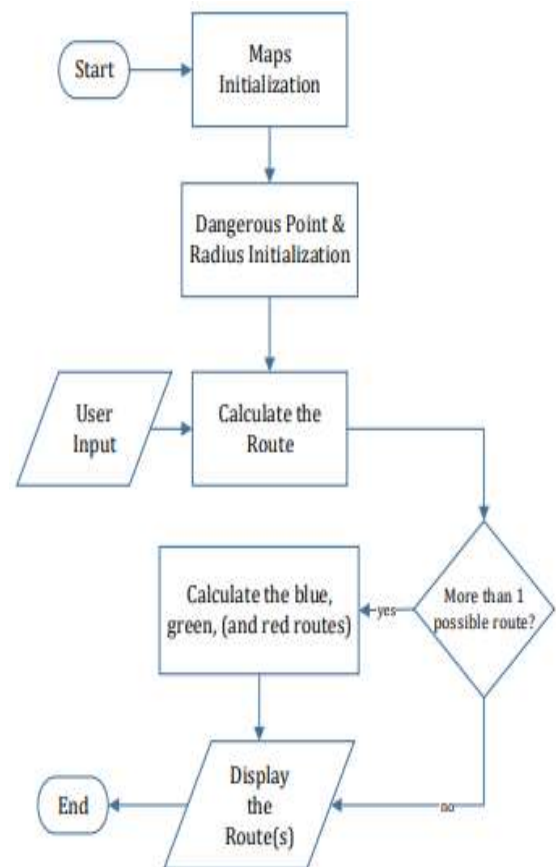 Start
Maps
Initialization
Dangerous Point &
Radius Initialization
User
Input
Calculate the
Route
More than 1
possible route?
yes
Calculate the blue,
green, (and red routes)
no
Display
the
Route(s)
End